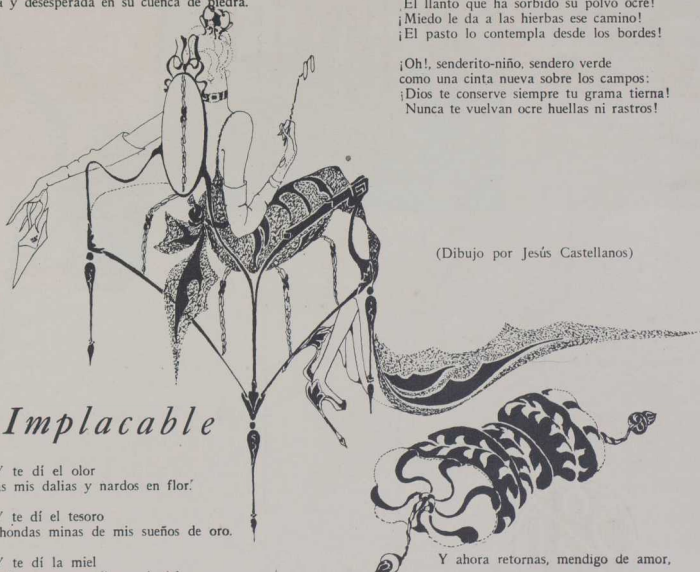 y desesperada en su cuenca de piedra.
¡El llanto que ha sorbido su polvo ocre!
¡Miedo le da a las hierbas ese camino!
¡El pasto lo contempla desde los bordes!
¡Oh!, senderito-niño, sendero verde
como una cinta nueva sobre los campos:
¡Dios te conserve siempre tu grama tierna!
Nunca te vuelvan ocre huellas ni rastros!
(Dibujo por Jesús Castellanos)
Implacable
te dí el olor
mis dalias y nardos en flor.
te dí el tesoro
hondas minas de mis sueños de oro.
te dí la miel
Y ahora retornas, mendigo de amor,